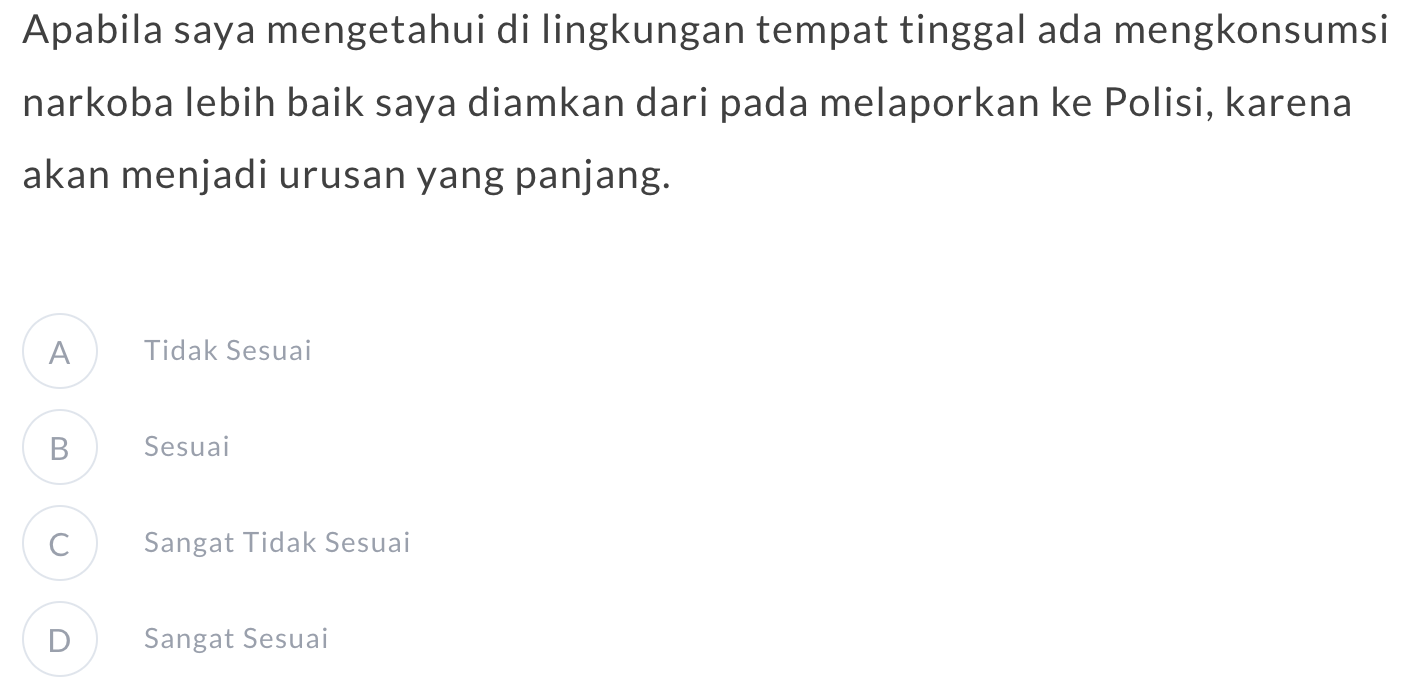 Apabila saya mengetahui di lingkungan tempat tinggal ada mengkonsumsi
narkoba lebih baik saya diamkan dari pada melaporkan ke Polisi, karena
akan menjadi urusan yang panjang.
A Tidak Sesuai
B Sesuai
C Sangat Tidak Sesuai
D Sangat Sesuai